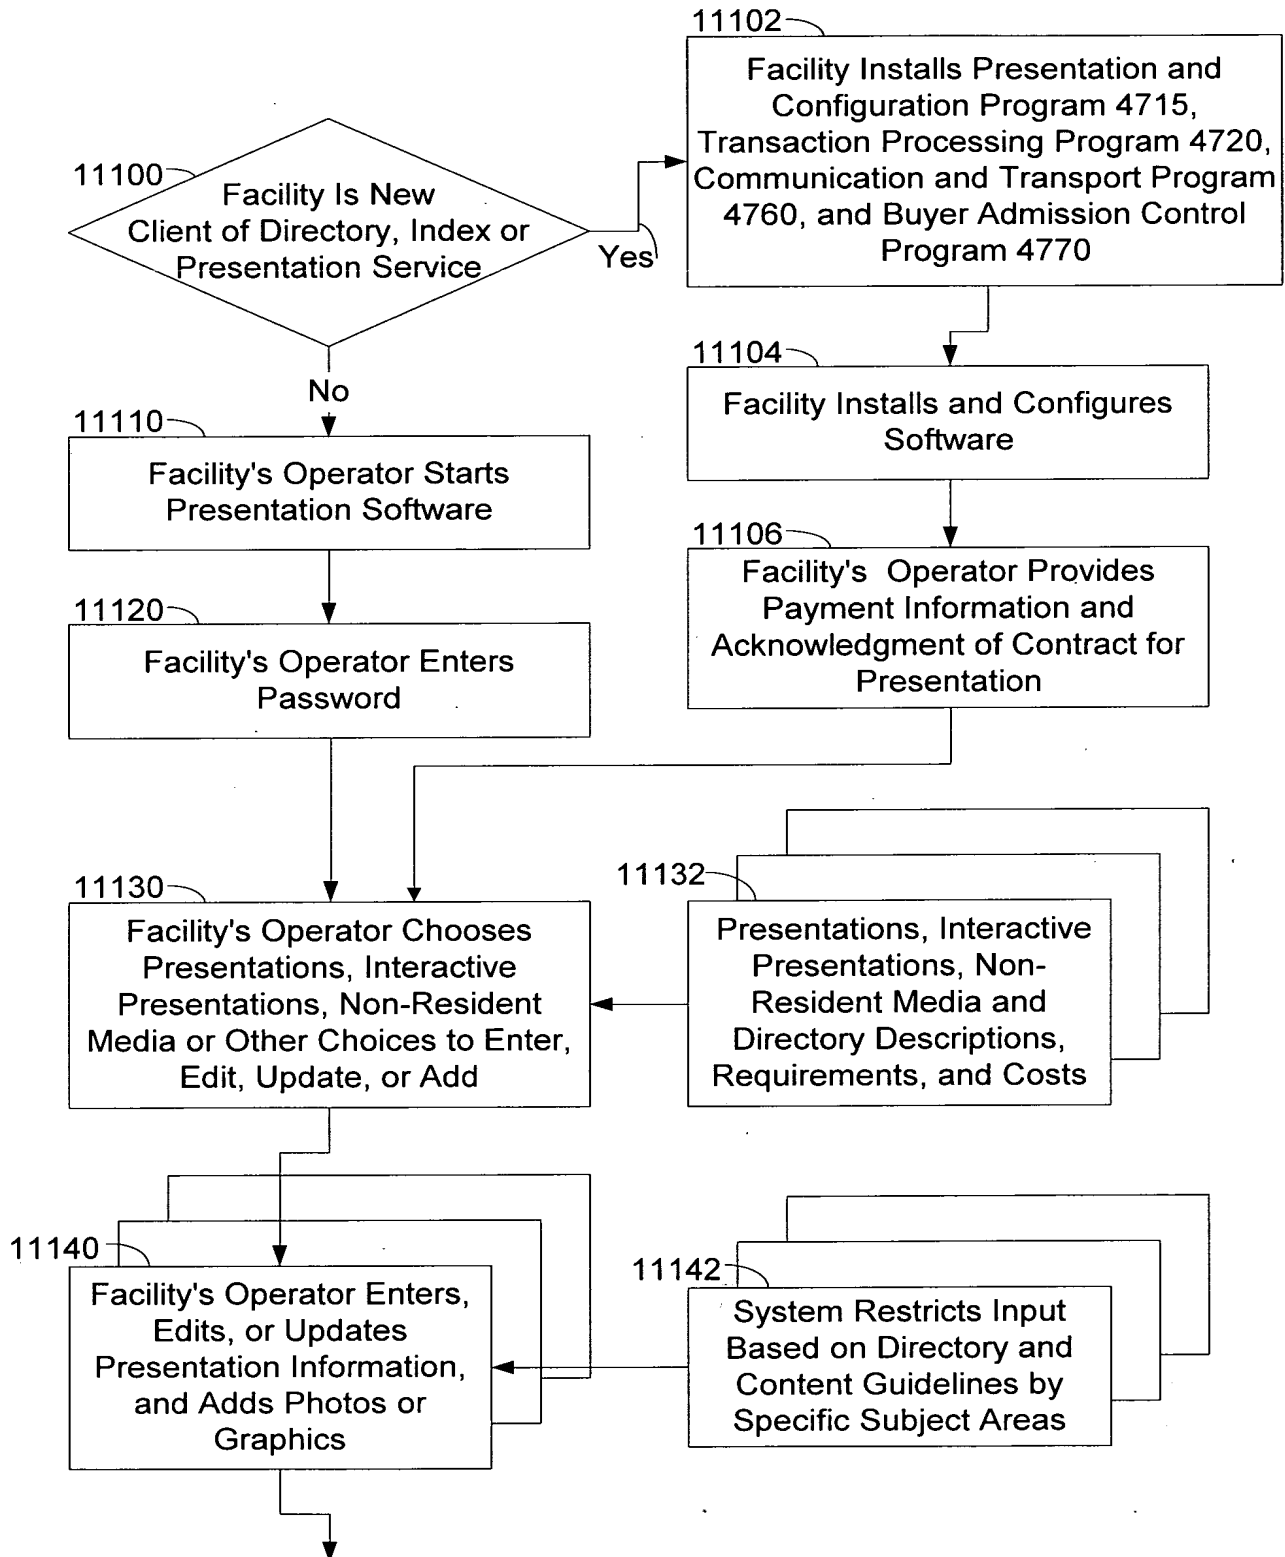 11102
Facility Installs Presentation and
Configuration Program 4715,
Transaction Processing Program 4720,
Communication and Transport Program
4760, and Buyer Admission Control
Program 4770
11100
Facility Is New
Client of Directory, Index or
Presentation Service
Yes
No
11104
Facility Installs and Configures
Software
11110
Facility's Operator Starts
Presentation Software
11106
Facility's Operator Provides
Payment Information and
Acknowledgment of Contract for
Presentation
11120
Facility's Operator Enters
Password
11130
Facility's Operator Chooses
Presentations, Interactive
Presentations, Non-Resident
Media or Other Choices to Enter,
Edit, Update, or Add
11132
Presentations, Interactive
Presentations, Non-
Resident Media and
Directory Descriptions,
Requirements, and Costs
11140
Facility's Operator Enters,
Edits, or Updates
Presentation Information,
and Adds Photos or
Graphics
11142
System Restricts Input
Based on Directory and
Content Guidelines by
Specific Subject Areas